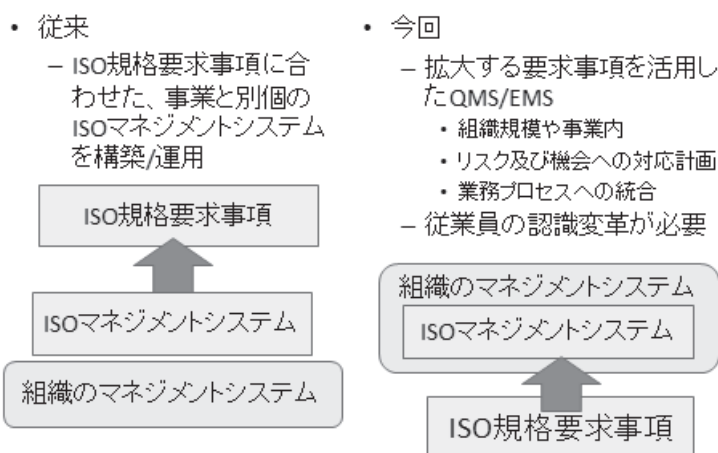 • 従来
– ISO規格要求事項に合
わせた、事業と別個の
ISOマネジメントシステム
を構築/運用
ISO規格要求事項
ISOマネジメントシステム
組織のマネジメントシステム
• 今回
– 拡大する要求事項を活用し
たQMS/EMS
• 組織規模や事業内
• リスク及び機会への対応計画
• 業務プロセスへの統合
– 従業員の認識変革が必要
組織のマネジメントシステム
ISOマネジメントシステム
ISO規格要求事項